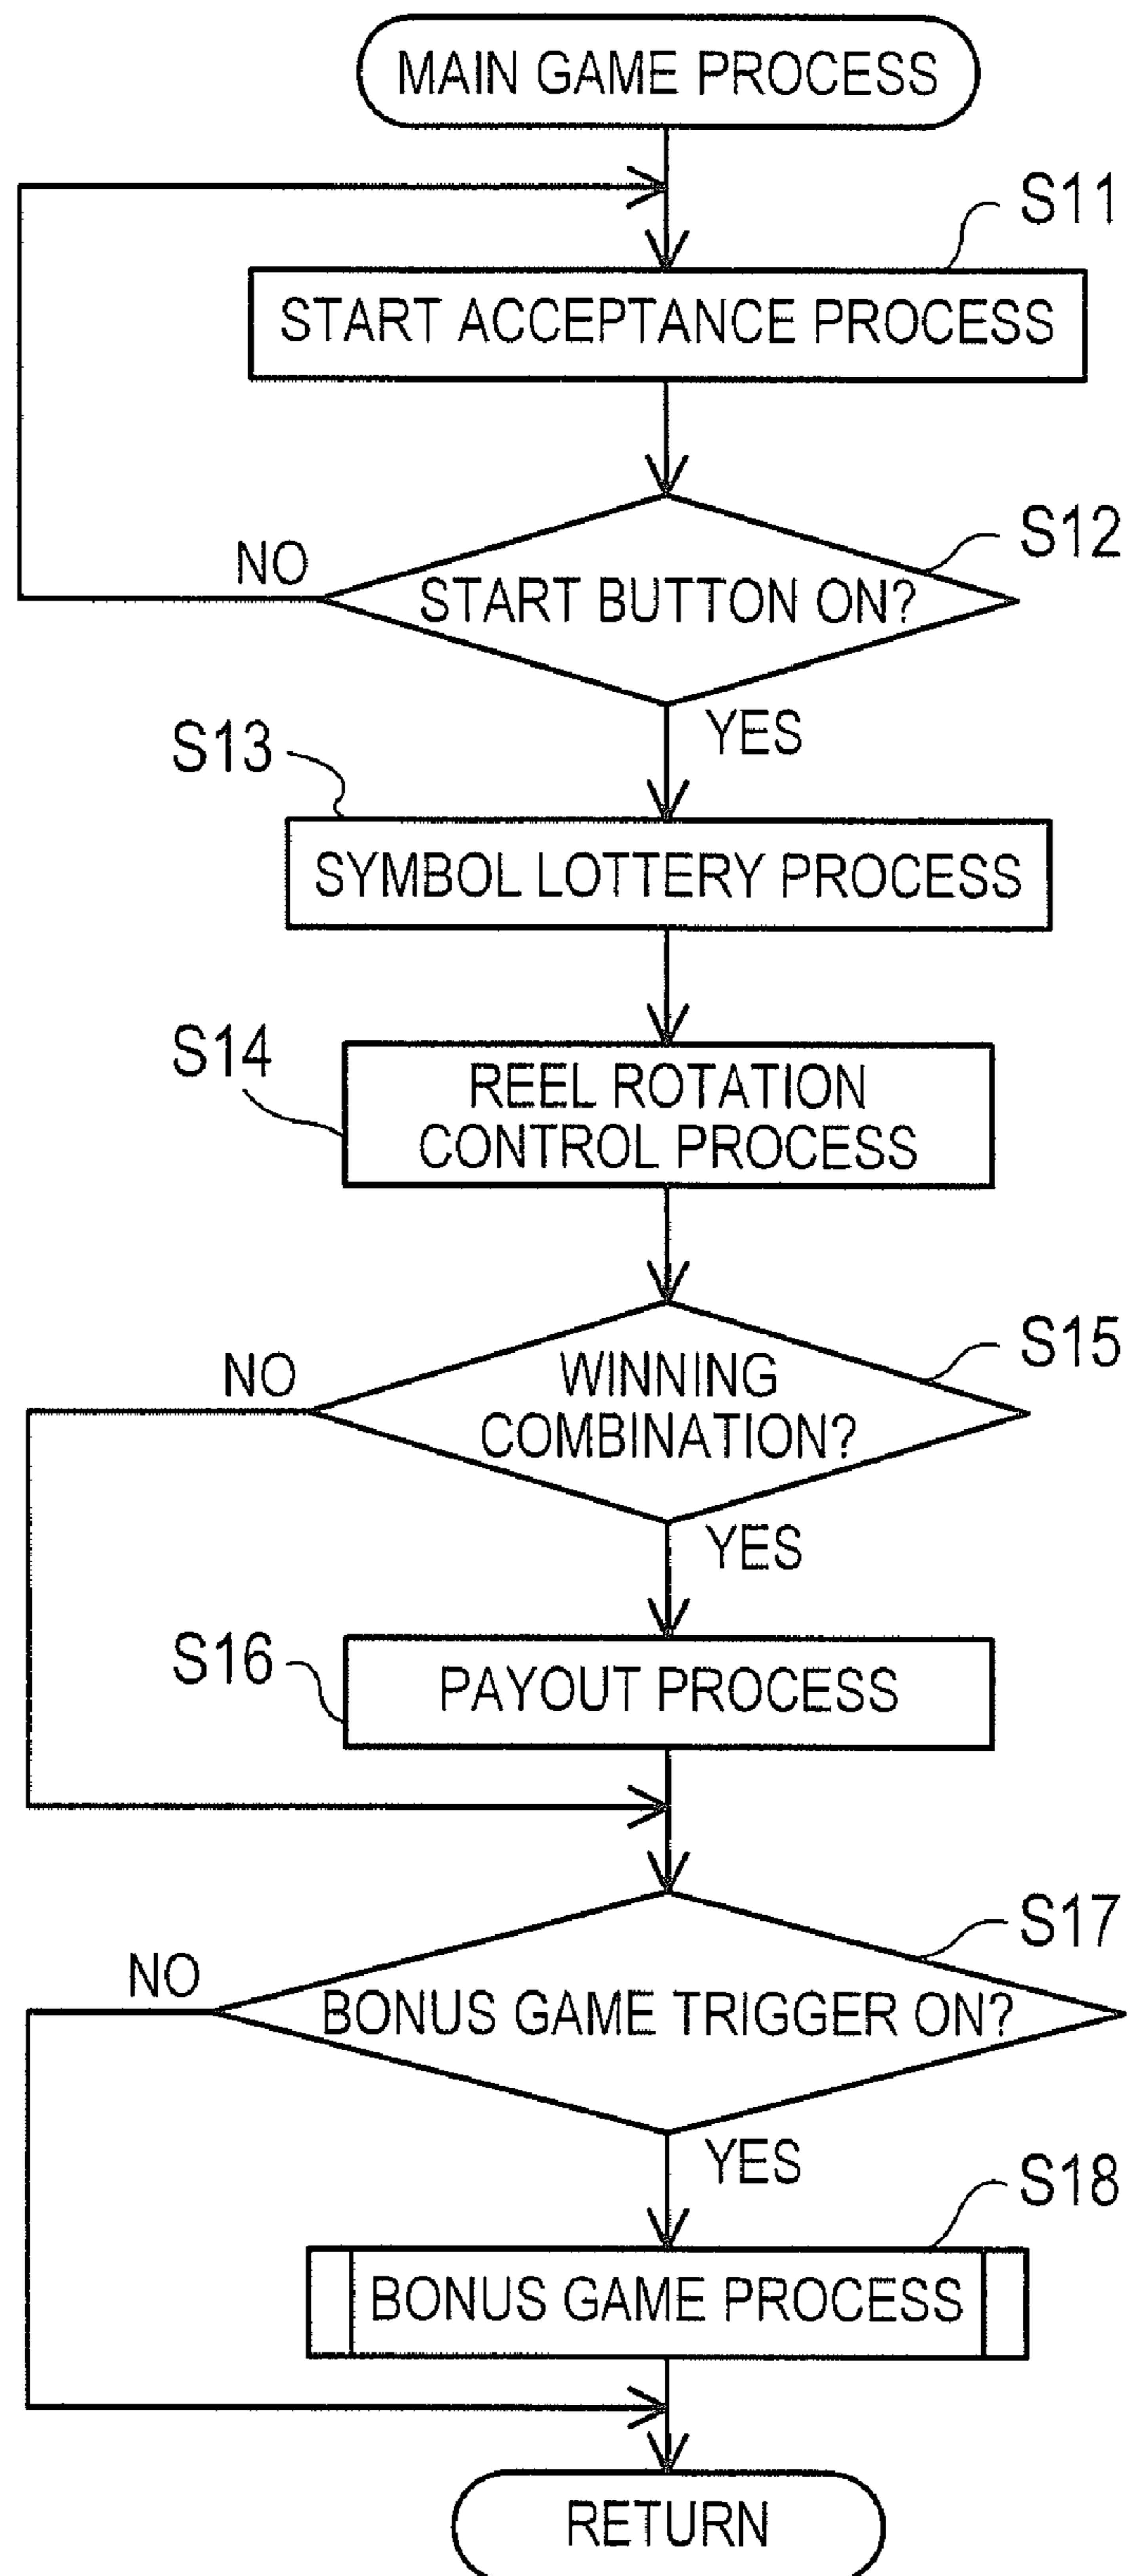 MAIN GAME PROCESS
S11
START ACCEPTANCE PROCESS
S12
NO
START BUTTON ON?
YES
S13
SYMBOL LOTTERY PROCESS
S14
REEL ROTATION
CONTROL PROCESS
S15
NO
WINNING
COMBINATION?
YES
S16
PAYOUT PROCESS
S17
NO
BONUS GAME TRIGGER ON?
YES
S18
BONUS GAME PROCESS
RETURN